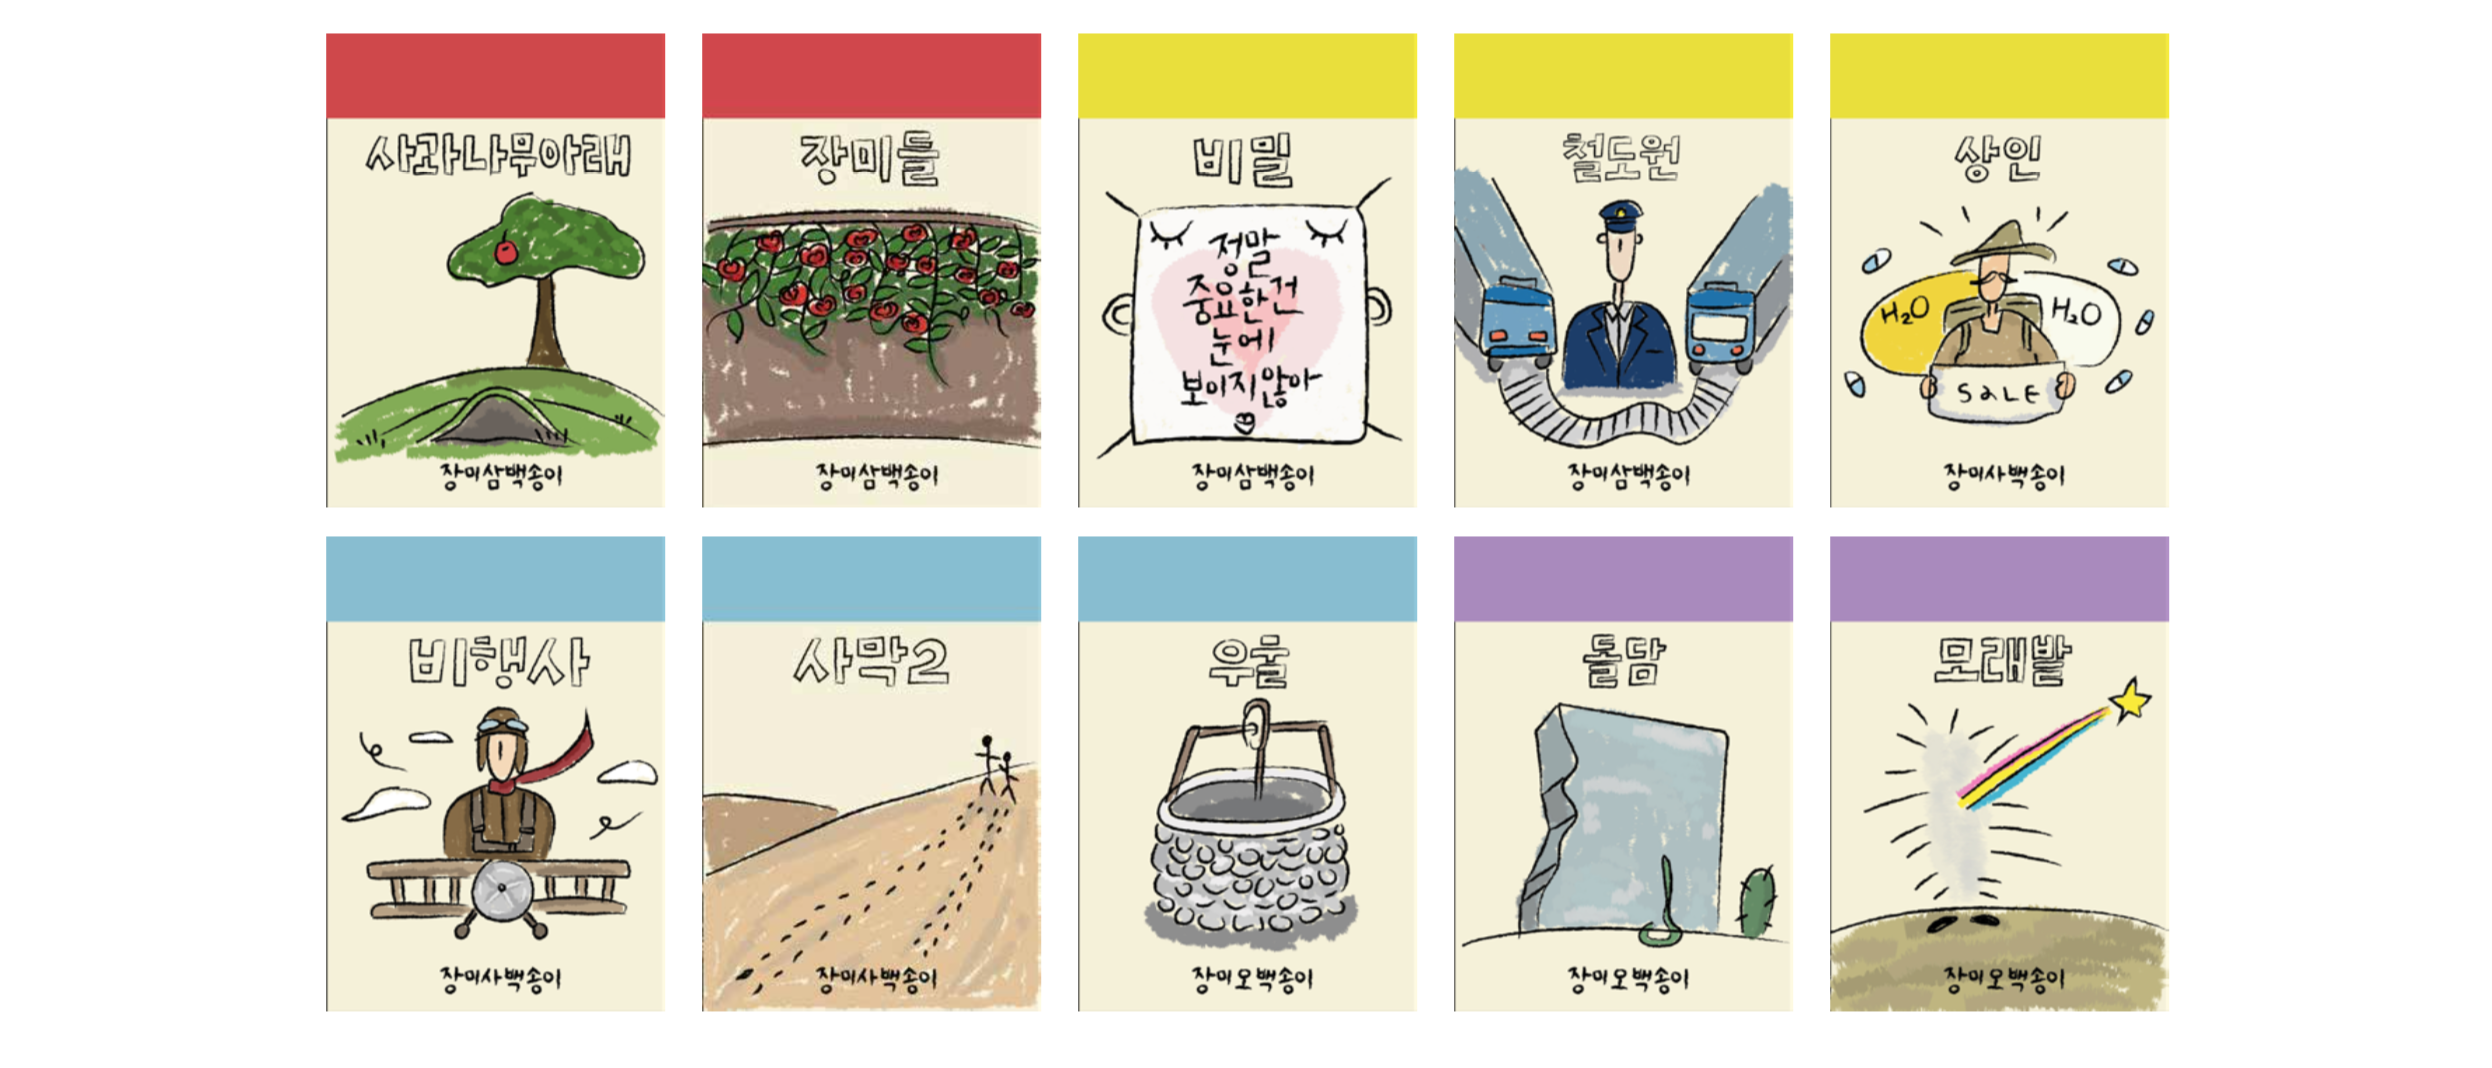 사과나무아래
장미삼백송이
장미들
장미삼백송이
비밀
정말
중요한건
눈에
보이지않아
장미삼백송이
철도원
장미삼백송이
상인
H₂O
H₂O
SALE
장미사백송이
비행사
장미사백송이
사막2
장미사백송이
우물
장미오백송이
돌담
장미오백송이
모래밭
장미오백송이